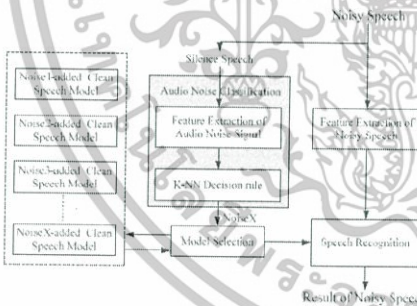 Noisy Speech
Silence Speech
Audio Noise Classification
Noise1-added Clean
Speech Model
Feature Extraction of
Audio Noise Signal
Feature Extraction of
Noisy Speech
Noise2-added Clean
Speech Model
Noise3-added Clean
Speech Model
K-NN Decision rule
NoiseX
NoiseX-added Clean
Speech Model
Model Selection
Speech Recognition
Result of Noisy Speec